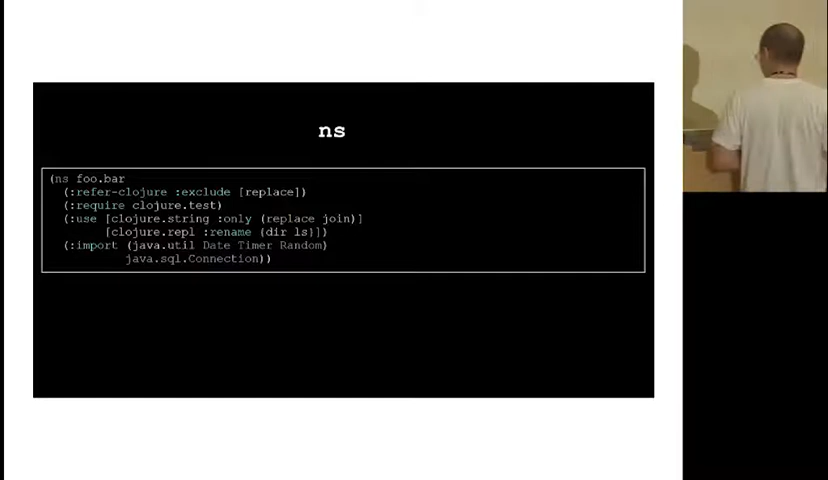 ns
(ns foo.bar
(:refer-clojure :exclude [replace])
(:require clojure.test)
(:use [clojure.string :only (replace join)]
[clojure.repl :rename {dir ls}])
(:import (java.util Date Timer Random)
java.sql.Connection))